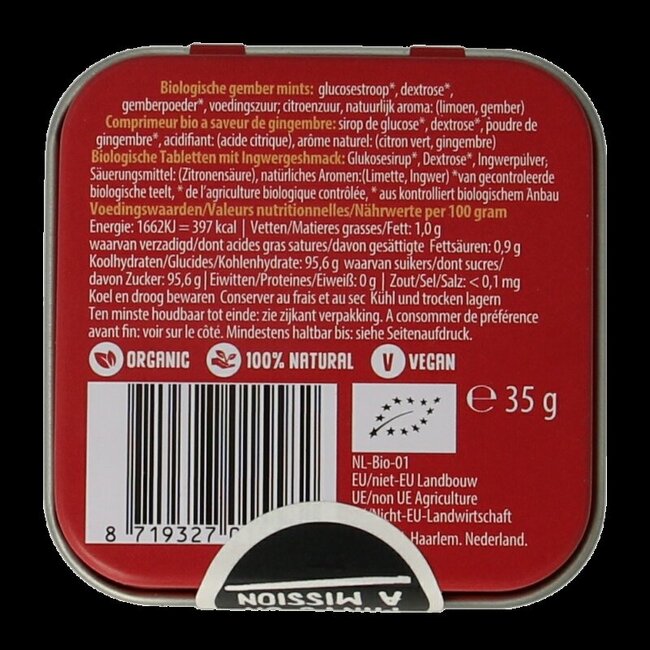 Biologische gember mints: glucosestroop*, dextrose*,
gemberpoeder*, voedingszuur; citroenzuur, natuurlijk aroma: (limoen, gember)
Comprimeur bio a saveur de gingembre: sirop de glucose*, dextrose*, poudre de
gingembre*, acidifiant: (acide citrique), arôme naturel: (citron vert, gingembre)
Biologische Tabletten mit Ingwergeschmack: Glukosesirup*, Dextrose*, Ingwerpulver;
Säuerungsmittel: (Zitronensäure), natürliches Aromen:(Limette, Ingwer) *van gecontroleerde
biologische teelt, * de l'agriculture biologique contrôlée, * aus kontrolliert biologischem Anbau
Voedingswaarden/Valeurs nutritionnelles/Nährwerte per 100 gram
Energie: 1662KJ = 397 kcal | Vetten/Matieres grasses/Fett: 1,0 g
waarvan verzadigd/dont acides gras satures/davon gesättigte Fettsäuren: 0,9 g
Koolhydraten/Glucides/Kohlenhydrate: 95,6 g waarvan suikers/dont sucres/
davon Zucker: 95,6 g | Eiwitten/Proteines/Eiweiß: 0 g | Zout/Sel/Salz: < 0,1 mg
Koel en droog bewaren Conserver au frais et au sec Kühl und trocken lagern
Ten minste houdbaar tot einde: zie zijkant verpakking. A consommer de préférence
avant fin: voir sur le côté. Mindestens haltbar bis: siehe Seitenaufdruck.
ORGANIC 100% NATURAL V VEGAN
e 35 g
NL-Bio-01
EU/niet-EU Landbouw
UE/non UE Agriculture
/Nicht-EU-Landwirtschaft
Haarlem. Nederland.
8 719327
A MISSION